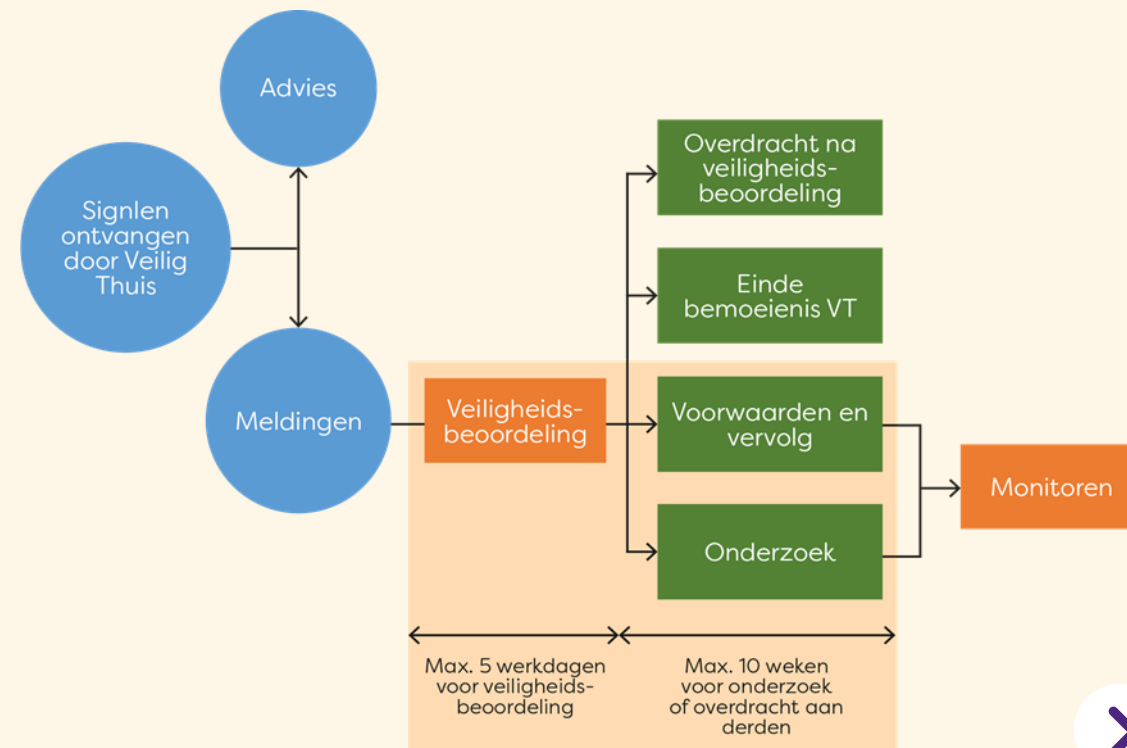 Advies
Signlen
ontvangen
door Veilig
Thuis
Meldingen
Veiligheids-
beoordeling
Overdracht na
veiligheids-
beoordeling
Einde
bemoeienis VT
Voorwaarden en
vervolg
Onderzoek
Monitoren
Max. 5 werkdagen
voor veiligheids-
beoordeling
Max. 10 weken
voor onderzoek
of overdracht aan
derden